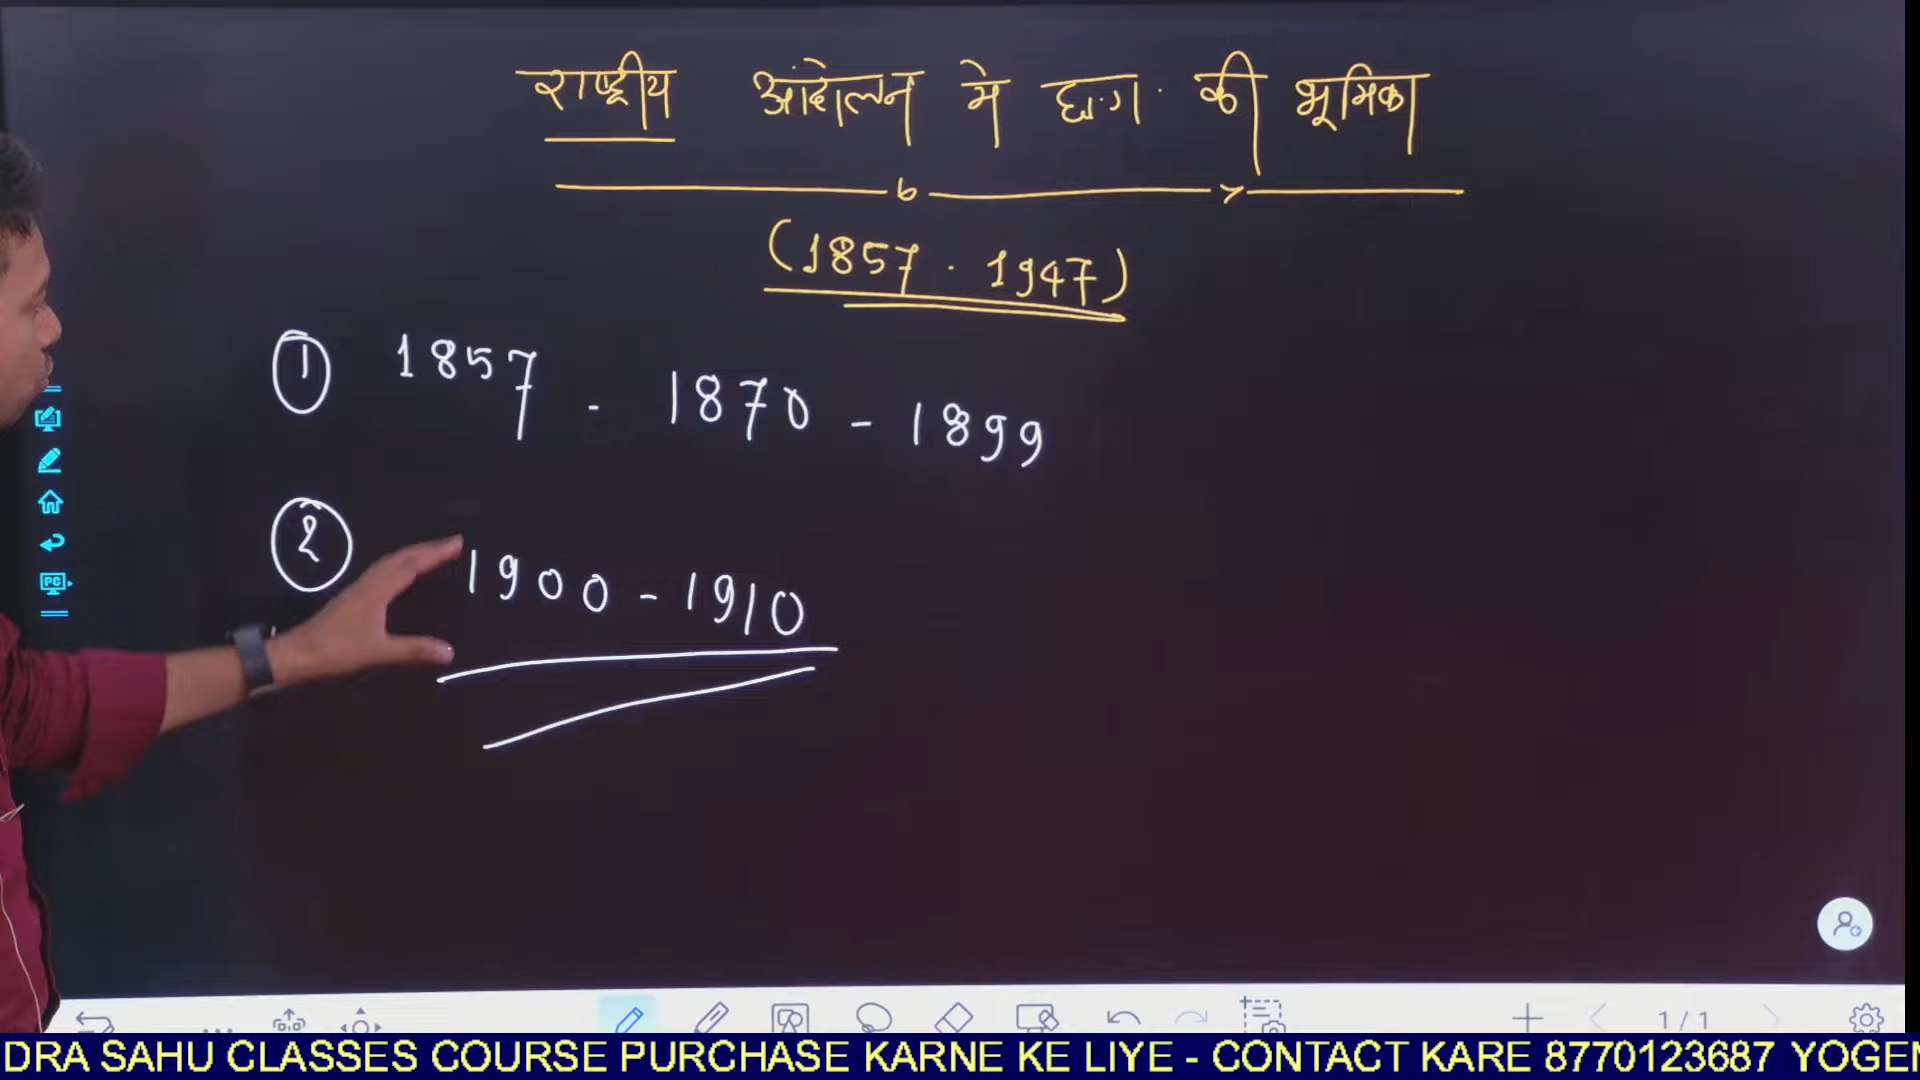 राष्ट्रीय आंदोलन में छ.ग. की भूमिका
(1857 - 1947)
1 1857 - 1870 - 1899
2 1900 - 1910
PC
1/1
DRA SAHU CLASSES COURSE PURCHASE KARNE KE LIYE - CONTACT KARE 8770123687 YOGEN